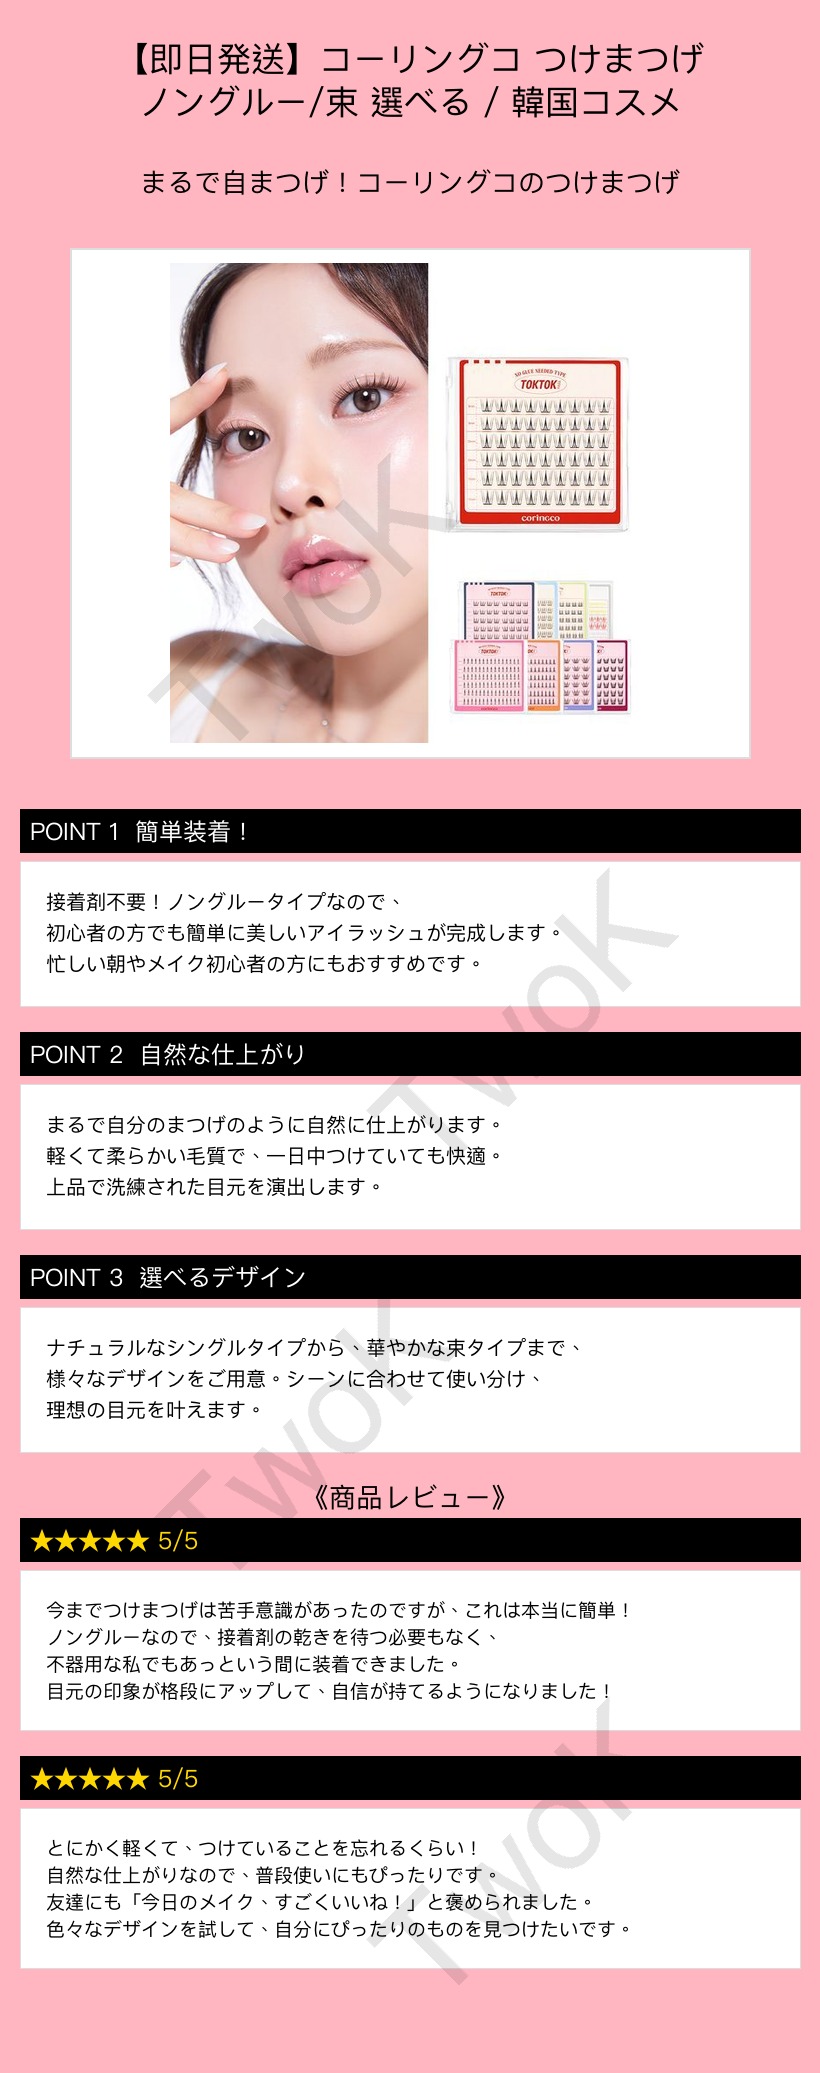 【即日発送】コーリングコ つけまつげ
ノングルー/束 選べる / 韓国コスメ
まるで自まつげ！コーリングコのつけまつげ
NO GLUE NEEDED TYPE
TOKTOK
coringco
TOKTOK
TOKTOK
coringco
TwoK
POINT 1 簡単装着！
接着剤不要！ノングルータイプなので、
初心者の方でも簡単に美しいアイラッシュが完成します。
忙しい朝やメイク初心者の方にもおすすめです。
TwoK
POINT 2 自然な仕上がり
まるで自分のまつげのように自然に仕上がります。
軽くて柔らかい毛質で、一日中つけていても快適。
上品で洗練された目元を演出します。
POINT 3 選べるデザイン
ナチュラルなシングルタイプから、華やかな束タイプまで、
様々なデザインをご用意。シーンに合わせて使い分け、
理想の目元を叶えます。
TwoK
《商品レビュー》
★★★★★ 5/5
今までつけまつげは苦手意識があったのですが、これは本当に簡単！
ノングルーなので、接着剤の乾きを待つ必要もなく、
不器用な私でもあっという間に装着できました。
目元の印象が格段にアップして、自信が持てるようになりました！
★★★★★ 5/5
とにかく軽くて、つけていることを忘れるくらい！
自然な仕上がりなので、普段使いにもぴったりです。
友達にも「今日のメイク、すごくいいね！」と褒められました。
色々なデザインを試して、自分にぴったりのものを見つけたいです。
TwoK